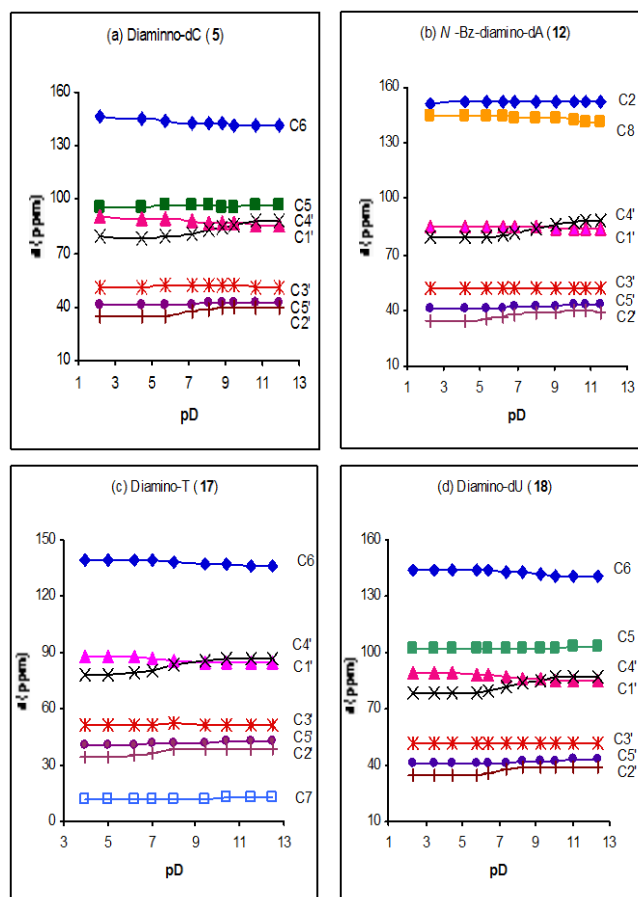 (a) Diaminno-dC (5)
160
130
100
70
40
10
1 3 5 7 9 11 13
pD
C6
C5
C4'
C1'
C3'
C5'
C2'
(b) N -Bz-diamino-dA (12)
160
130
100
70
40
10
1 3 5 7 9 11 13
pD
C2
C8
C4'
C1'
C3'
C5'
C2'
(c) Diamino-T (17)
150
120
90
60
30
0
3 5 7 9 11 13
pD
C6
C4'
C1'
C3'
C5'
C2'
C7
(d) Diamino-dU (18)
160
130
100
70
40
10
1 3 5 7 9 11 13
pD
C6
C5
C4'
C1'
C3'
C5'
C2'